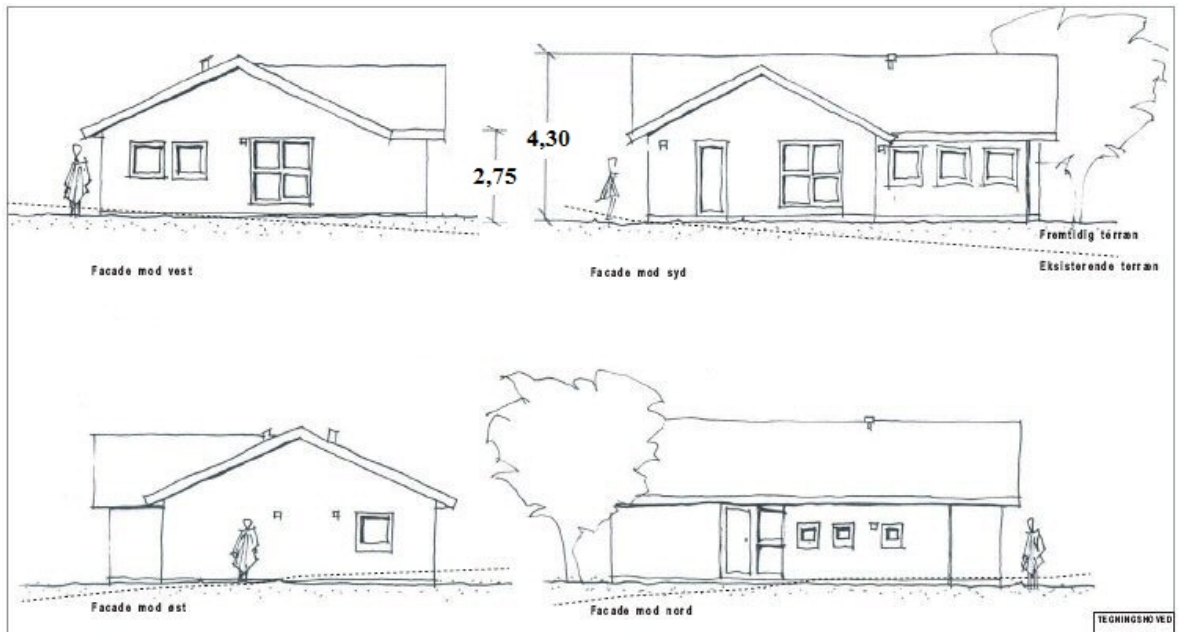 4,30
2,75
Fremtidig terræn
Facade mod vest
Facade mod syd
Eksisterende terræn
Facade mod øst
Facade mod nord
TEGNINGSHOVED